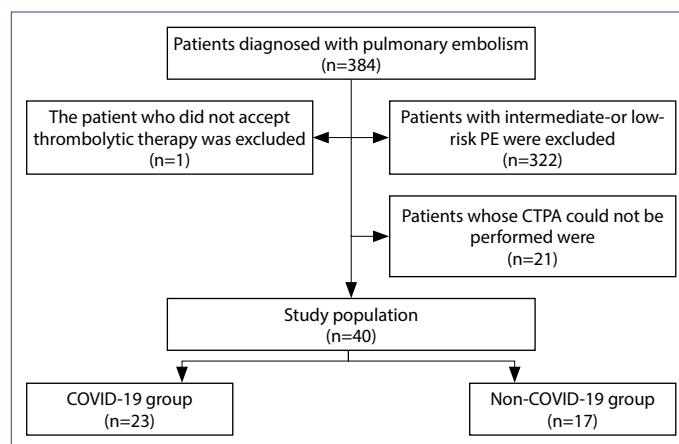 Patients diagnosed with pulmonary embolism
(n=384)
The patient who did not accept
thrombolytic therapy was excluded
(n=1)
Patients with intermediate-or low-
risk PE were excluded
(n=322)
Patients whose CTPA could not be
performed were
(n=21)
Study population
(n=40)
COVID-19 group
(n=23)
Non-COVID-19 group
(n=17)